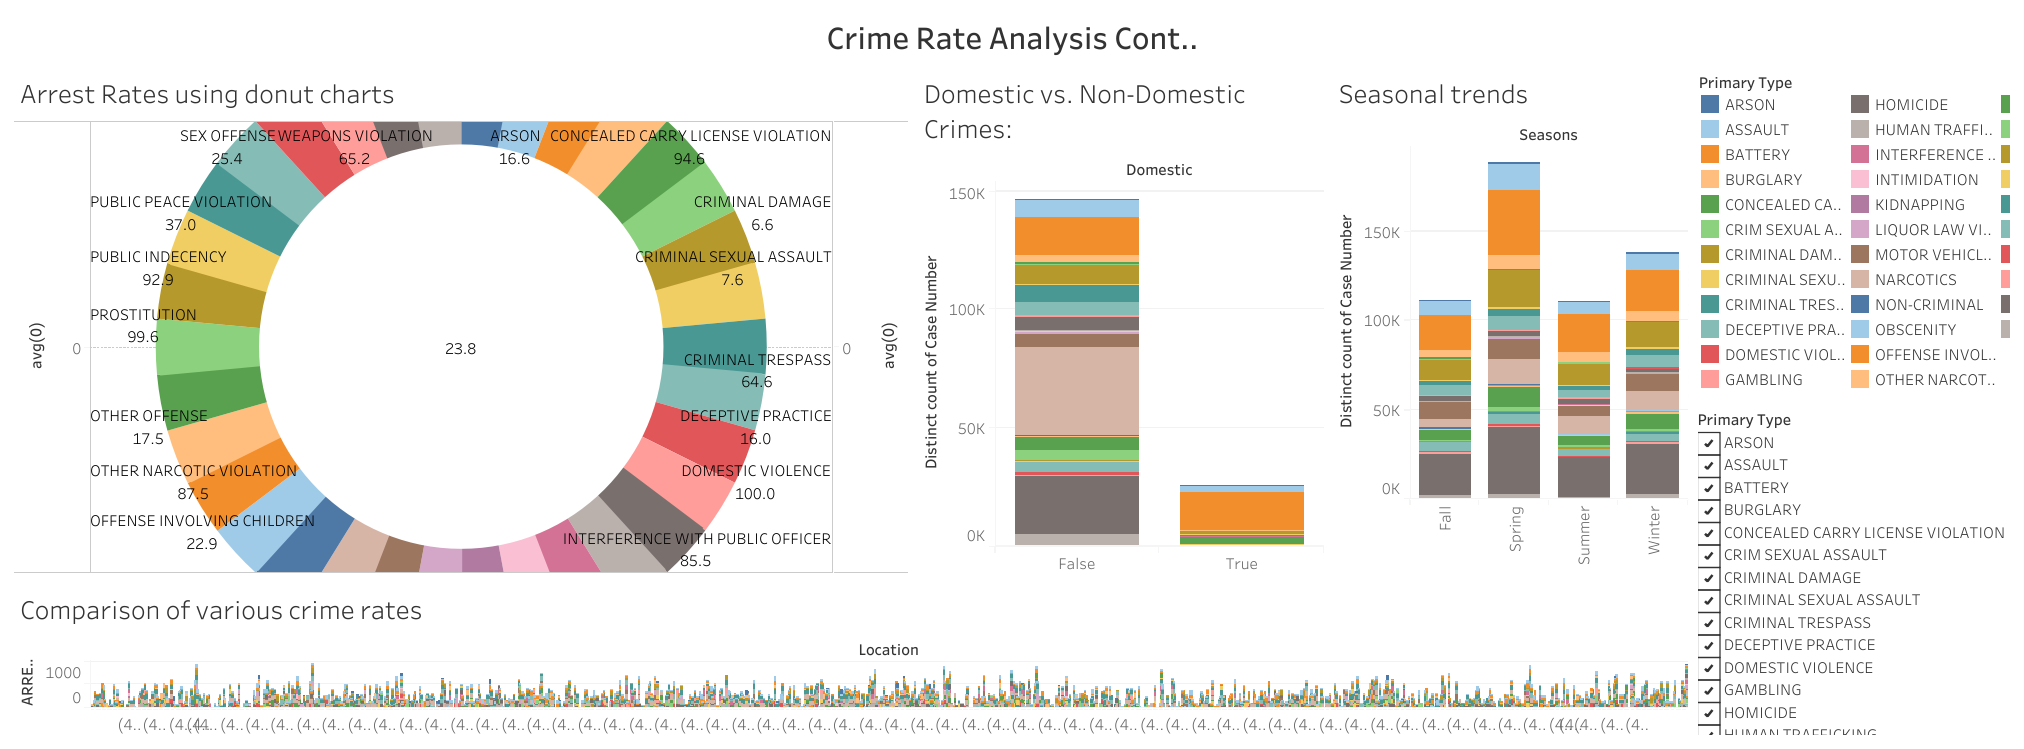 Crime Rate Analysis Cont..
Arrest Rates using donut charts
SEX OFFENSE
25.4
WEAPONS VIOLATION
65.2
ARSON
16.6
CONCEALED CARRY LICENSE VIOLATION
94.6
PUBLIC PEACE VIOLATION
37.0
CRIMINAL DAMAGE
6.6
PUBLIC INDECENCY
92.9
CRIMINAL SEXUAL ASSAULT
7.6
PROSTITUTION
99.6
avg(0)
0
23.8
0
avg(0)
CRIMINAL TRESPASS
64.6
OTHER OFFENSE
17.5
DECEPTIVE PRACTICE
16.0
OTHER NARCOTIC VIOLATION
87.5
DOMESTIC VIOLENCE
100.0
OFFENSE INVOLVING CHILDREN
22.9
INTERFERENCE WITH PUBLIC OFFICER
85.5
Domestic vs. Non-Domestic
Crimes:
Domestic
Distinct count of Case Number
150K
100K
50K
0K
False
True
Seasonal trends
Seasons
Distinct count of Case Number
150K
100K
50K
0K
Fall
Spring
Summer
Winter
Primary Type
ARSON
ASSAULT
BATTERY
BURGLARY
CONCEALED CA..
CRIM SEXUAL A..
CRIMINAL DAM..
CRIMINAL SEXU..
CRIMINAL TRES..
DECEPTIVE PRA..
DOMESTIC VIOL..
GAMBLING
HOMICIDE
HUMAN TRAFFI..
INTERFERENCE ..
INTIMIDATION
KIDNAPPING
LIQUOR LAW VI..
MOTOR VEHICL..
NARCOTICS
NON-CRIMINAL
OBSCENITY
OFFENSE INVOL..
OTHER NARCOT..
Primary Type
ARSON
ASSAULT
BATTERY
BURGLARY
CONCEALED CARRY LICENSE VIOLATION
CRIM SEXUAL ASSAULT
CRIMINAL DAMAGE
CRIMINAL SEXUAL ASSAULT
CRIMINAL TRESPASS
DECEPTIVE PRACTICE
DOMESTIC VIOLENCE
GAMBLING
HOMICIDE
HUMAN TRAFFICKING
Comparison of various crime rates
Location
ARRE..
1000
0